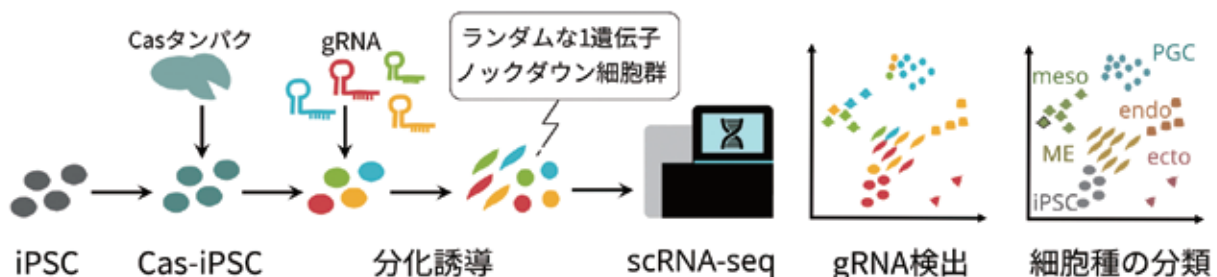 Casタンパク
gRNA
ランダムな1遺伝子
ノックダウン細胞群
PGC
meso
endo
ME
ecto
iPSC
iPSC
Cas-iPSC
分化誘導
scRNA-seq
gRNA検出
細胞種の分類